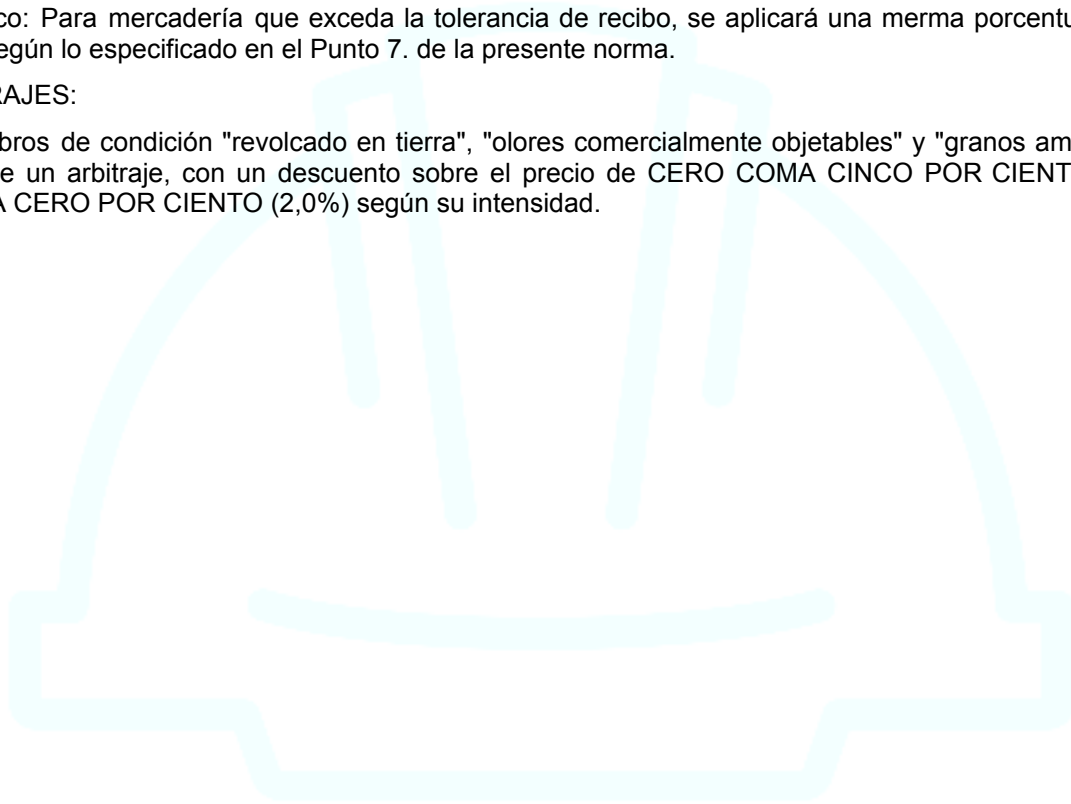 co: Para mercadería que exceda la tolerancia de recibo, se aplicará una merma porcentu
egún lo especificado en el Punto 7. de la presente norma.
RAJES:
bros de condición "revolcado en tierra", "olores comercialmente objetables" y "granos am
e un arbitraje, con un descuento sobre el precio de CERO COMA CINCO POR CIENT
A CERO POR CIENTO (2,0%) según su intensidad.